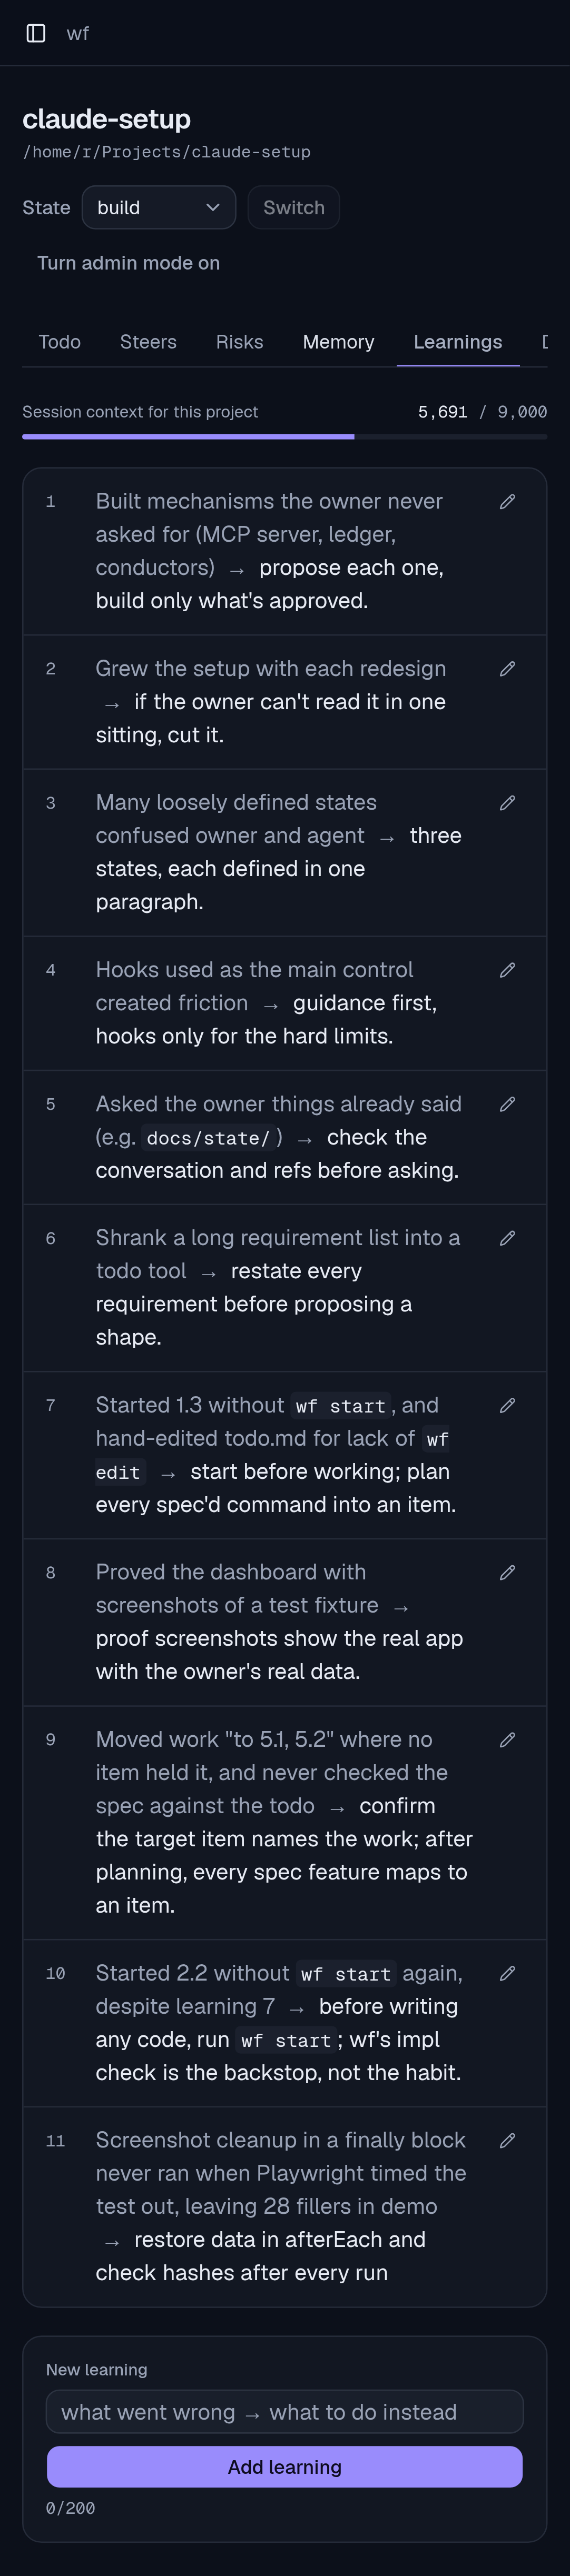 wf
claude-setup
/home/r/Projects/claude-setup
State build Switch
Turn admin mode on
Todo Steers Risks Memory Learnings
Session context for this project 5,691 / 9,000
1 Built mechanisms the owner never
asked for (MCP server, ledger,
conductors) → propose each one,
build only what's approved.
2 Grew the setup with each redesign
→ if the owner can't read it in one
sitting, cut it.
3 Many loosely defined states
confused owner and agent → three
states, each defined in one
paragraph.
4 Hooks used as the main control
created friction → guidance first,
hooks only for the hard limits.
5 Asked the owner things already said
(e.g. docs/state/) → check the
conversation and refs before asking.
6 Shrank a long requirement list into a
todo tool → restate every
requirement before proposing a
shape.
7 Started 1.3 without wf start, and
hand-edited todo.md for lack of wf
edit → start before working; plan
every spec'd command into an item.
8 Proved the dashboard with
screenshots of a test fixture →
proof screenshots show the real app
with the owner's real data.
9 Moved work "to 5.1, 5.2" where no
item held it, and never checked the
spec against the todo → confirm
the target item names the work; after
planning, every spec feature maps to
an item.
10 Started 2.2 without wf start again,
despite learning 7 → before writing
any code, run wf start; wf's impl
check is the backstop, not the habit.
11 Screenshot cleanup in a finally block
never ran when Playwright timed the
test out, leaving 28 fillers in demo
→ restore data in afterEach and
check hashes after every run
New learning
what went wrong → what to do instead
Add learning
0/200